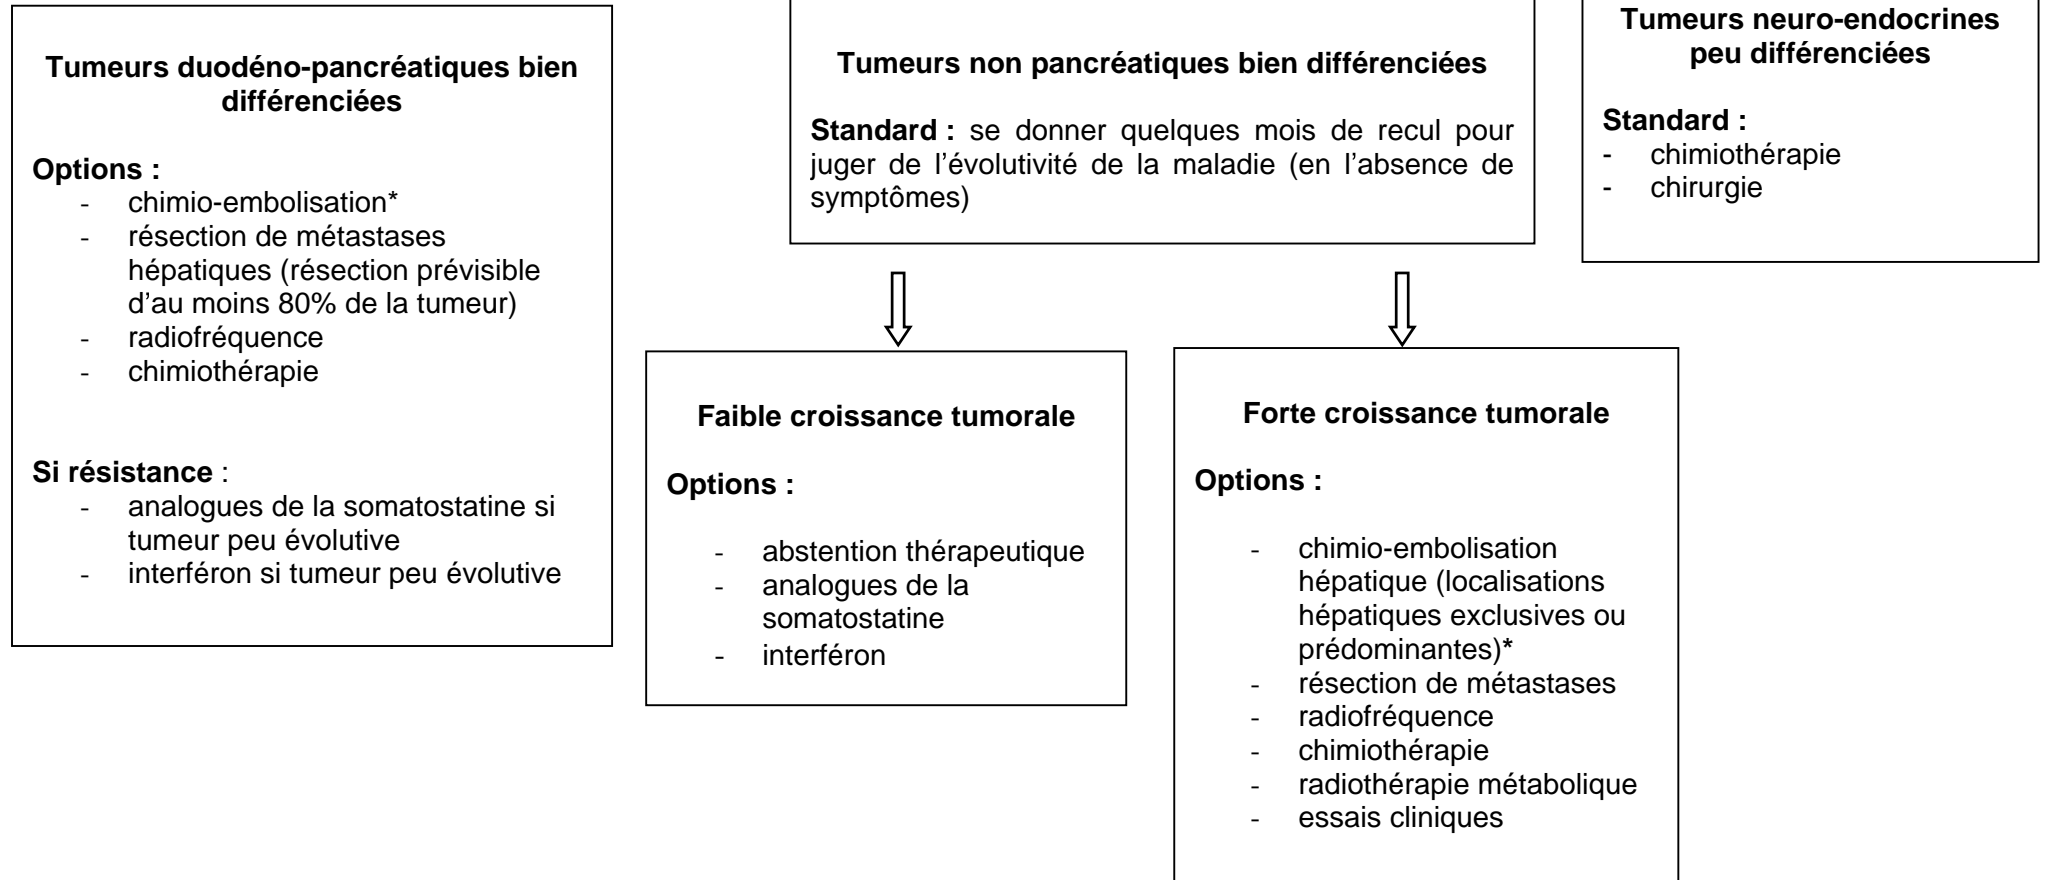 Tumeurs duodéno-pancréatiques bien
différenciées
Options :
- chimio-embolisation*
- résection de métastases
hépatiques (résection prévisible
d’au moins 80% de la tumeur)
- radiofréquence
- chimiothérapie
Si résistance :
- analogues de la somatostatine si
tumeur peu évolutive
- interféron si tumeur peu évolutive
Tumeurs non pancréatiques bien différenciées
Standard : se donner quelques mois de recul pour
juger de l’évolutivité de la maladie (en l’absence de
symptômes)
Faible croissance tumorale
Options :
- abstention thérapeutique
- analogues de la
somatostatine
- interféron
Forte croissance tumorale
Options :
- chimio-embolisation
hépatique (localisations
hépatiques exclusives ou
prédominantes)*
- résection de métastases
- radiofréquence
- chimiothérapie
- radiothérapie métabolique
- essais cliniques
Tumeurs neuro-endocrines
peu différenciées
Standard :
- chimiothérapie
- chirurgie